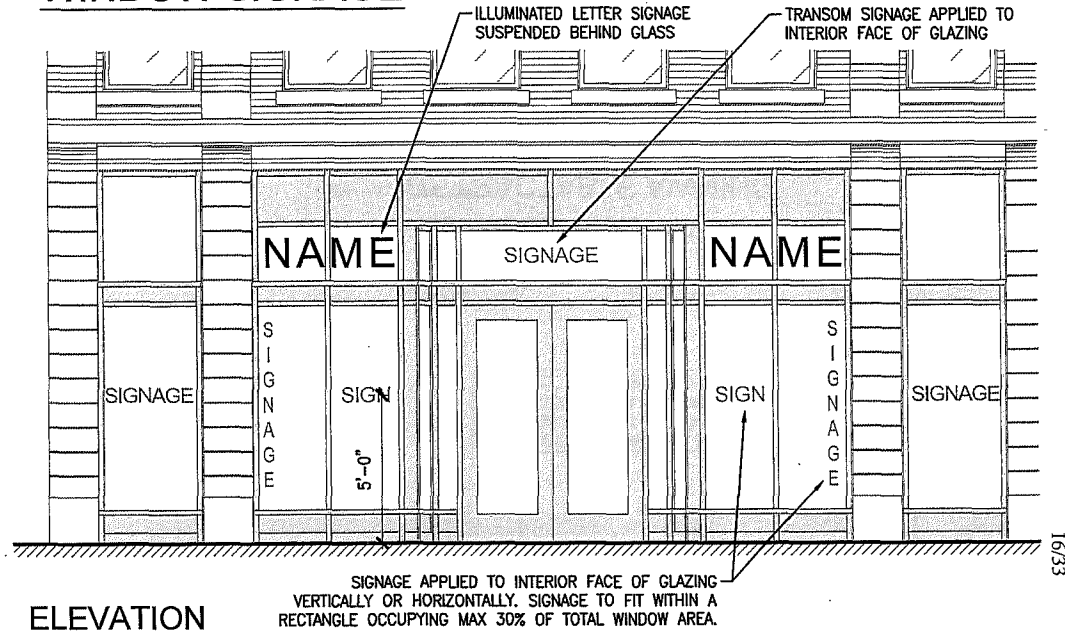 WINDOW SIGNAGE
ILLUMINATED LETTER SIGNAGE
SUSPENDED BEHIND GLASS
TRANSOM SIGNAGE APPLIED TO
INTERIOR FACE OF GLAZING
NAME
SIGNAGE
NAME
SIGNAGE
SIGNAGE
SIGN
5'-0"
SIGN
SIGNAGE
SIGNAGE
SIGNAGE APPLIED TO INTERIOR FACE OF GLAZING
VERTICALLY OR HORIZONTALLY. SIGNAGE TO FIT WITHIN A
RECTANGLE OCCUPYING MAX 30% OF TOTAL WINDOW AREA.
ELEVATION
16/33